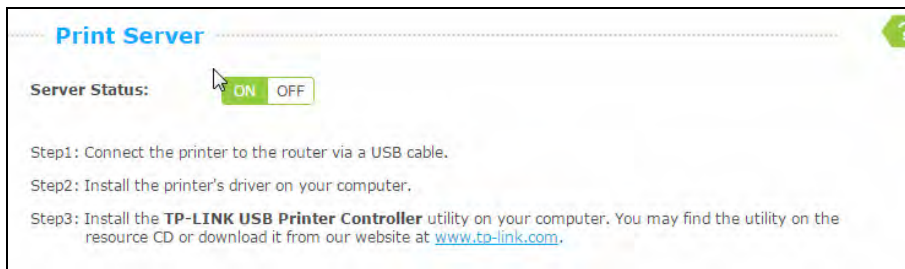 Print Server
?
Server Status:
ON OFF
Step1: Connect the printer to the router via a USB cable.
Step2: Install the printer's driver on your computer.
Step3: Install the TP-LINK USB Printer Controller utility on your computer. You may find the utility on the
resource CD or download it from our website at www.tp-link.com.